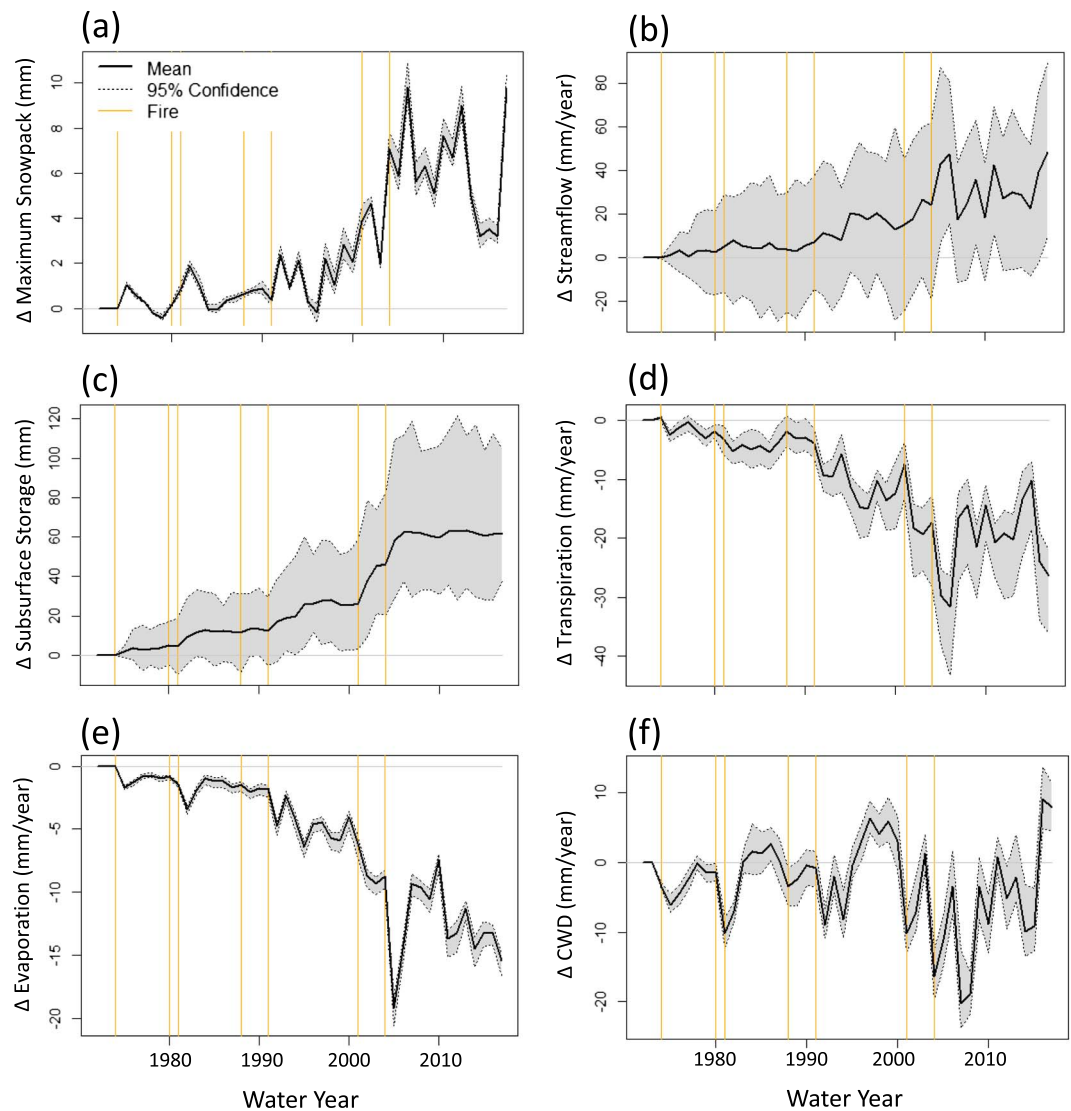 (a)
Δ Maximum Snowpack (mm)
10
8
6
4
2
0
Mean
95% Confidence
Fire
(b)
Δ Streamflow (mm/year)
80
60
40
20
0
-20
(c)
Δ Subsurface Storage (mm)
120
100
80
60
40
20
0
(d)
Δ Transpiration (mm/year)
0
-10
-20
-30
40
(e)
Δ Evaporation (mm/year)
0
-5
-10
-15
-20
1980
1990
2000
2010
Water Year
(f)
Δ CWD (mm/year)
10
0
-10
-20
1980
1990
2000
2010
Water Year